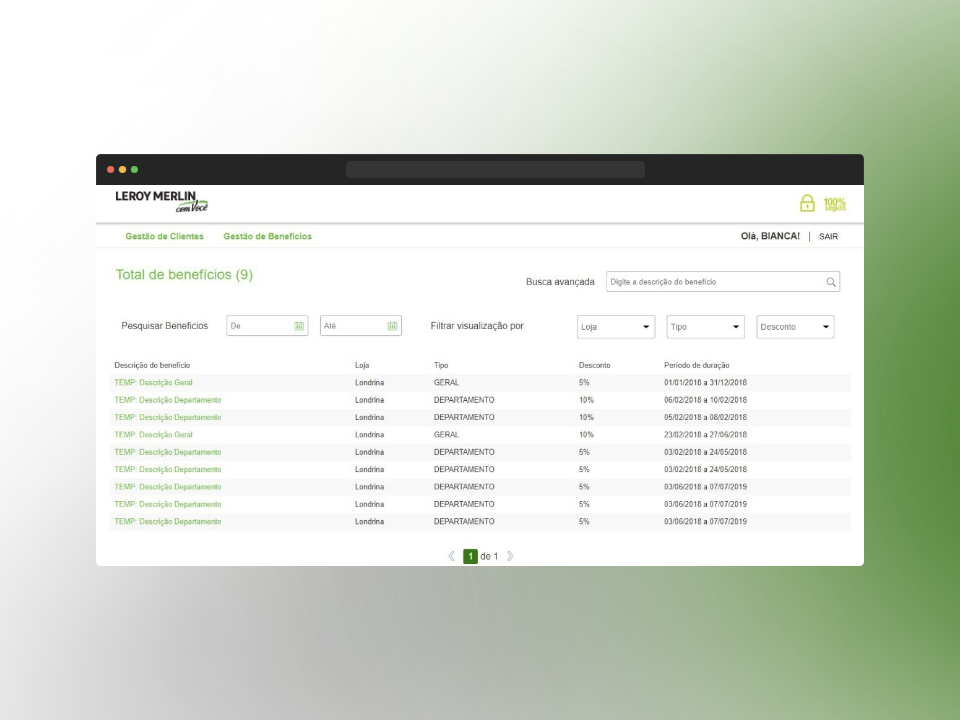 LEROY MERLIN
com Você
100%
seguro
Gestão de Clientes Gestão de Benefícios Olá, BIANCA! | SAIR
Total de benefícios (9)
Busca avançada Digite a descrição do benefício
Pesquisar Benefícios De Até Filtrar visualização por Loja Tipo Desconto
Descrição do benefício Loja Tipo Desconto Período de duração
TEMP: Descrição Geral Londrina GERAL 5% 01/01/2018 a 31/12/2018
TEMP: Descrição Departamento Londrina DEPARTAMENTO 10% 06/02/2018 a 10/02/2018
TEMP: Descrição Departamento Londrina DEPARTAMENTO 10% 05/02/2018 a 08/02/2018
TEMP: Descrição Geral Londrina GERAL 10% 23/02/2018 a 27/06/2018
TEMP: Descrição Departamento Londrina DEPARTAMENTO 5% 03/02/2018 a 24/05/2018
TEMP: Descrição Departamento Londrina DEPARTAMENTO 5% 03/02/2018 a 24/05/2018
TEMP: Descrição Departamento Londrina DEPARTAMENTO 5% 03/06/2018 a 07/07/2019
TEMP: Descrição Departamento Londrina DEPARTAMENTO 5% 03/06/2018 a 07/07/2019
TEMP: Descrição Departamento Londrina DEPARTAMENTO 5% 03/06/2018 a 07/07/2019
1 de 1